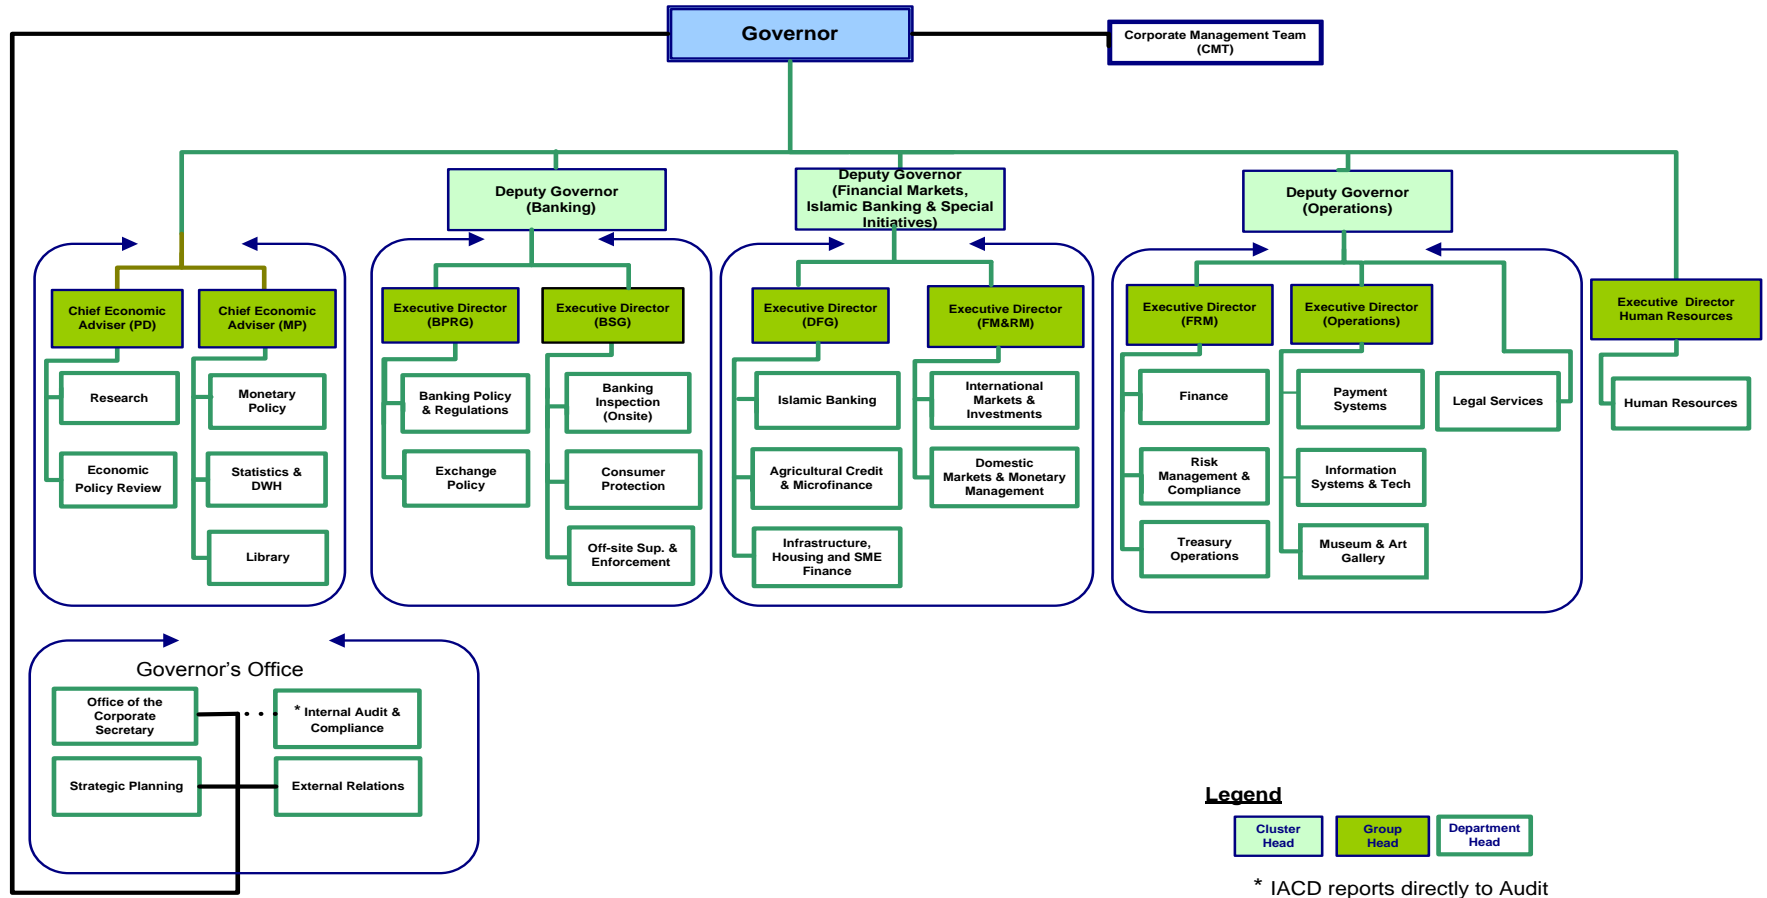 Governor
Corporate Management Team
(CMT)
Deputy Governor
(Banking)
Deputy Governor
(Financial Markets,
Islamic Banking & Special
Initiatives)
Deputy Governor
(Operations)
Chief Economic
Adviser (PD)
Chief Economic
Adviser (MP)
Executive Director
(BPRG)
Executive Director
(BSG)
Executive Director
(DFG)
Executive Director
(FM&RM)
Executive Director
(FRM)
Executive Director
(Operations)
Executive Director
Human Resources
Research
Economic
Policy Review
Monetary
Policy
Statistics &
DWH
Library
Banking Policy
& Regulations
Exchange
Policy
Banking
Inspection
(Onsite)
Consumer
Protection
Off-site Sup. &
Enforcement
Islamic Banking
Agricultural Credit
& Microfinance
Infrastructure,
Housing and SME
Finance
International
Markets &
Investments
Domestic
Markets & Monetary
Management
Finance
Risk
Management &
Compliance
Treasury
Operations
Payment
Systems
Information
Systems & Tech
Museum & Art
Gallery
Legal Services
Human Resources
Governor's Office
Office of the
Corporate
Secretary
* Internal Audit &
Compliance
Strategic Planning
External Relations
Legend
Cluster
Head
Group
Head
Department
Head
* IACD reports directly to Audit